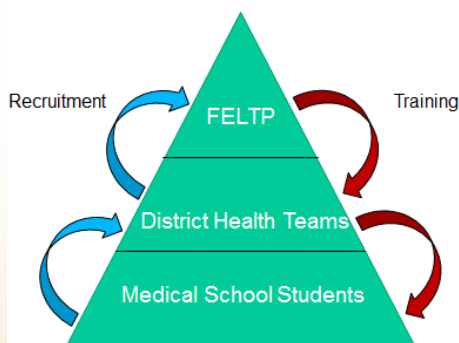 Recruitment
Training
FELTP
District Health Teams
Medical School Students